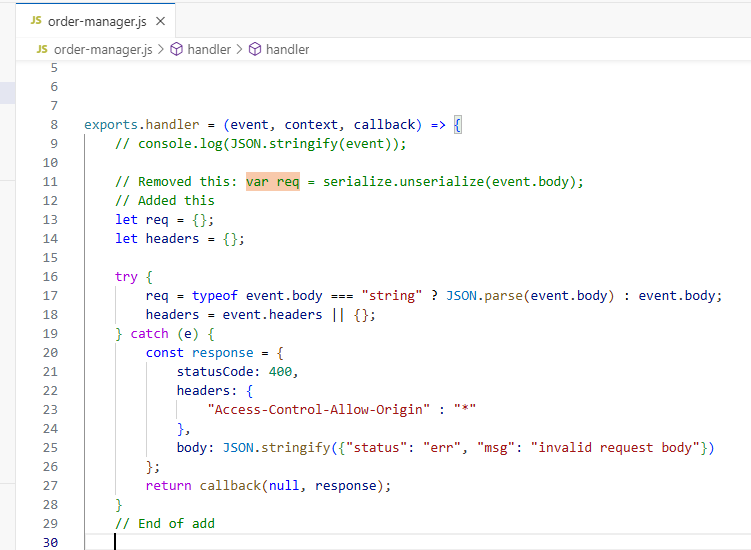 JS order-manager.js ×
JS order-manager.js > handler > handler
5
6
7
8 exports.handler = (event, context, callback) => {
9 // console.log(JSON.stringify(event));
10
11 // Removed this: var req = serialize.unserialize(event.body);
12 // Added this
13 let req = {};
14 let headers = {};
15
16 try {
17 req = typeof event.body === "string" ? JSON.parse(event.body) : event.body;
18 headers = event.headers || {};
19 } catch (e) {
20 const response = {
21 statusCode: 400,
22 headers: {
23 "Access-Control-Allow-Origin" : "*"
24 },
25 body: JSON.stringify({"status": "err", "msg": "invalid request body"})
26 };
27 return callback(null, response);
28 }
29 // End of add
30